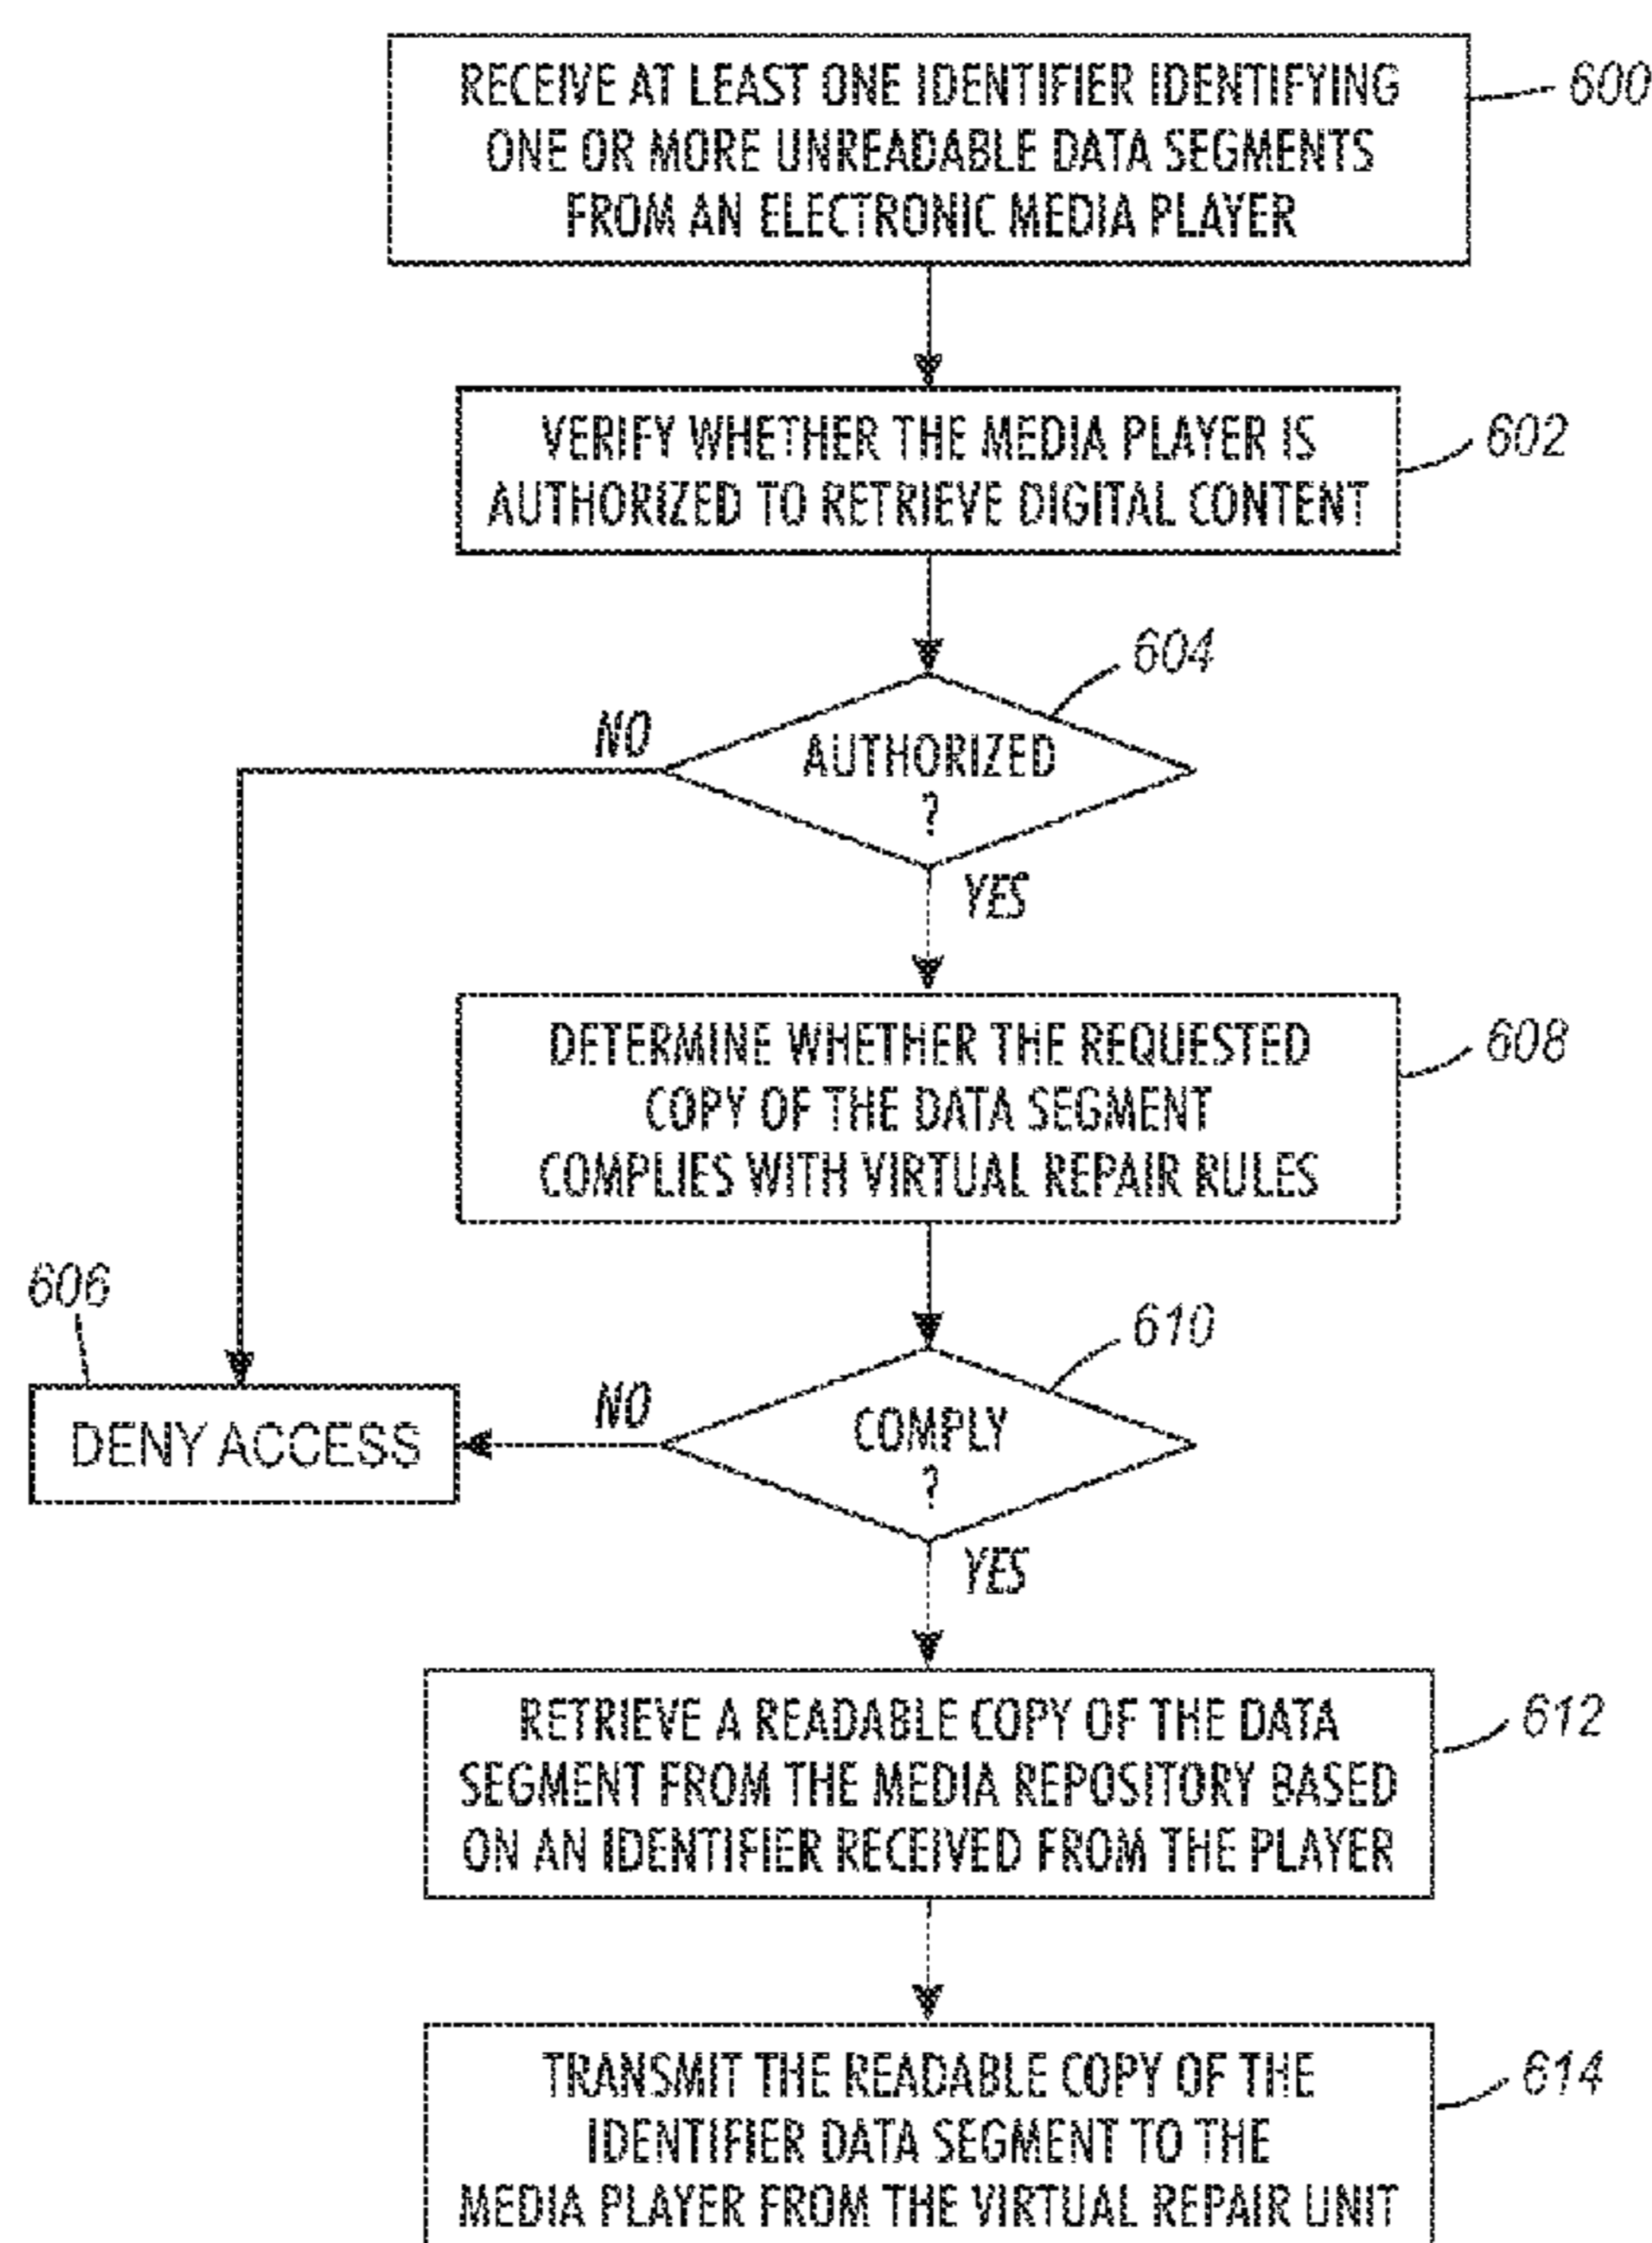 RECEIVE AT LEAST ONE IDENTIFIER IDENTIFYING
ONE OR MORE UNREADABLE DATA SEGMENTS
FROM AN ELECTRONIC MEDIA PLAYER
600
VERIFY WHETHER THE MEDIA PLAYER IS
AUTHORIZED TO RETRIEVE DIGITAL CONTENT
602
604
NO
AUTHORIZED
?
YES
DETERMINE WHETHER THE REQUESTED
COPY OF THE DATA SEGMENT
COMPLIES WITH VIRTUAL REPAIR RULES
608
606
DENY ACCESS
610
NO
COMPLY
?
YES
RETRIEVE A READABLE COPY OF THE DATA
SEGMENT FROM THE MEDIA REPOSITORY BASED
ON AN IDENTIFIER RECEIVED FROM THE PLAYER
612
TRANSMIT THE READABLE COPY OF THE
IDENTIFIER DATA SEGMENT TO THE
MEDIA PLAYER FROM THE VIRTUAL REPAIR UNIT
614